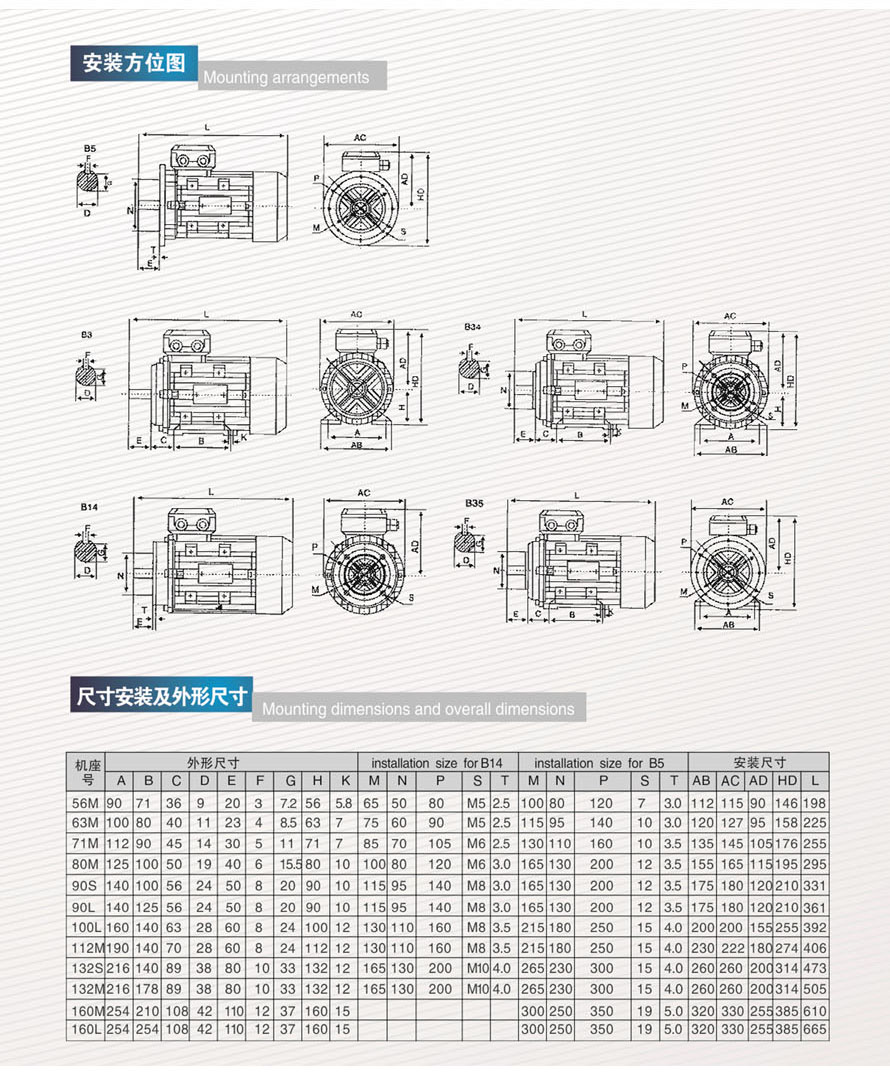 安装方位图
Mounting arrangements
L
AC
B5
F
G
D
N
T
E
P
M
S
AD
HD
L
AC
B3
F
G
D
E
C
B
K
A
AB
H
AD
HD
L
AC
B34
F
G
D
N
E
C
B
K
P
M
S
A
AB
H
AD
HD
L
AC
B14
F
G
D
N
T
E
P
M
S
AD
L
AC
B35
F
G
D
N
E
C
B
K
P
M
S
A
AB
AD
HD
尺寸安装及外形尺寸
Mounting dimensions and overall dimensions
机座号 外形尺寸 installation size for B14 installation size for B5 安装尺寸
A B C D E F G H K M N P S T M N P S T AB AC AD HD L
56M 90 71 36 9 20 3 7.2 56 5.8 65 50 80 M5 2.5 100 80 120 7 3.0 112 115 90 146 198
63M 100 80 40 11 23 4 8.5 63 7 75 60 90 M5 2.5 115 95 140 10 3.0 120 127 95 158 225
71M 112 90 45 14 30 5 11 71 7 85 70 105 M6 2.5 130 110 160 10 3.5 135 145 105 176 255
80M 125 100 50 19 40 6 15.5 80 10 100 80 120 M6 3.0 165 130 200 12 3.5 155 165 115 195 295
90S 140 100 56 24 50 8 20 90 10 115 95 140 M8 3.0 165 130 200 12 3.5 175 180 120 210 331
90L 140 125 56 24 50 8 20 90 10 115 95 140 M8 3.0 165 130 200 12 3.5 175 180 120 210 361
100L 160 140 63 28 60 8 24 100 12 130 110 160 M8 3.5 215 180 250 15 4.0 200 200 155 255 392
112M 190 140 70 28 60 8 24 112 12 130 110 160 M8 3.5 215 180 250 15 4.0 230 222 180 274 406
132S 216 140 89 38 80 10 33 132 12 165 130 200 M10 4.0 265 230 300 15 4.0 260 260 200 314 473
132M 216 178 89 38 80 10 33 132 12 165 130 200 M10 4.0 265 230 300 15 4.0 260 260 200 314 505
160M 254 210 108 42 110 12 37 160 15 300 250 350 19 5.0 320 330 255 385 610
160L 254 254 108 42 110 12 37 160 15 300 250 350 19 5.0 320 330 255 385 665